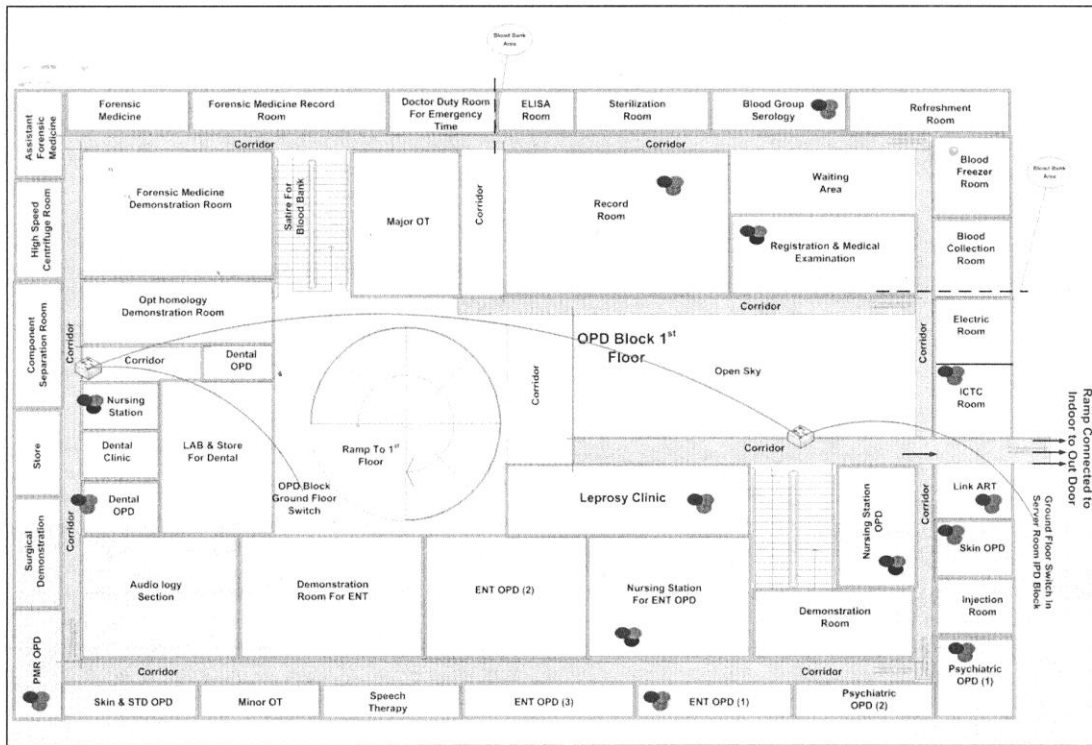 Blood Bank
Area
Assistant
Forensic
Medicine
Forensic
Medicine
Forensic Medicine Record
Room
Doctor Duty Room
For Emergency
Time
ELISA
Room
Sterilization
Room
Blood Group
Serology
Refreshment
Room
Corridor
Corridor
Forensic Medicine
Demonstration Room
Satire For
Blood Bank
Major OT
Corridor
Record
Room
Waiting
Area
Registration & Medical
Examination
Blood
Freezer
Room
Blood Bank
Area
High Speed
Centrifuge Room
Blood
Collection
Room
Opt homology
Demonstration Room
Corridor
Corridor
Electric
Room
Component
Separation Room
Corridor
Corridor
Dental
OPD
OPD Block 1st
Floor
Corridor
Open Sky
ICTC
Room
Nursing
Station
Dental
Clinic
Dental
OPD
LAB & Store
For Dental
Ramp To 1st
Floor
OPD Block
Ground Floor
Switch
Corridor
Ramp Connected to
Indoor to Out Door
Store
Leprosy Clinic
Nursing Station
OPD
Link ART
Corridor
Corridor
Skin OPD
Ground Floor Switch in
Server Room IPD Block
Surgical
Demonstration
Audio logy
Section
Demonstration
Room For ENT
ENT OPD (2)
Nursing Station
For ENT OPD
Demonstration
Room
Injection
Room
PMR OPD
Corridor
Corridor
Psychiatric
OPD (1)
Skin & STD OPD
Minor OT
Speech
Therapy
ENT OPD (3)
ENT OPD (1)
Psychiatric
OPD (2)